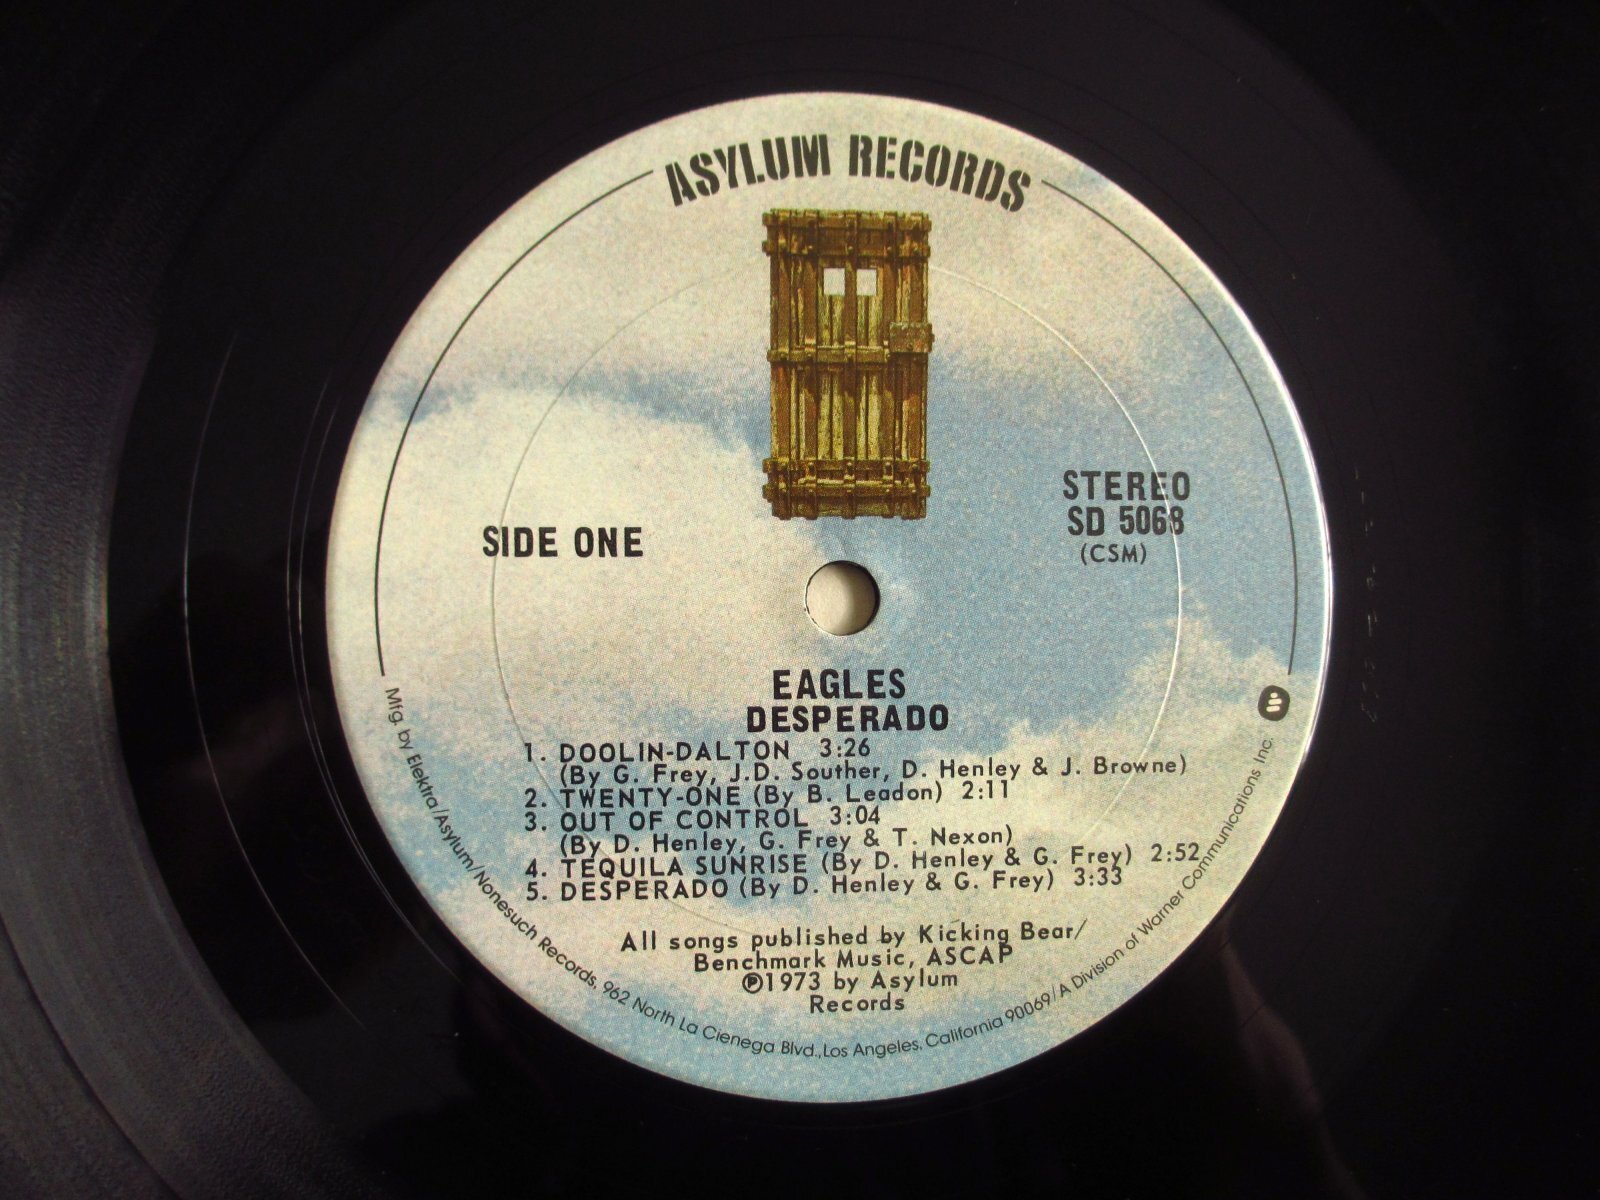 ASYLUM RECORDS
STEREO
SD 5068
(CSM)
SIDE ONE
EAGLES
DESPERADO
1. DOOLIN-DALTON 3:26
(By G. Frey, J.D. Souther, D. Henley & J. Browne)
2. TWENTY-ONE (By B. Leadon) 2:11
3. OUT OF CONTROL 3:04
(By D. Henley, G. Frey & T. Nexon)
4. TEQUILA SUNRISE (By D. Henley & G. Frey) 2:52
5. DESPERADO (By D. Henley & G. Frey) 3:33
All songs published by Kicking Bear/
Benchmark Music, ASCAP
℗1973 by Asylum
Records
Mfg. by Elektra/Asylum/Nonesuch Records, 962 North La Cienega Blvd., Los Angeles, California 90069/A Division of Warner Communications Inc.